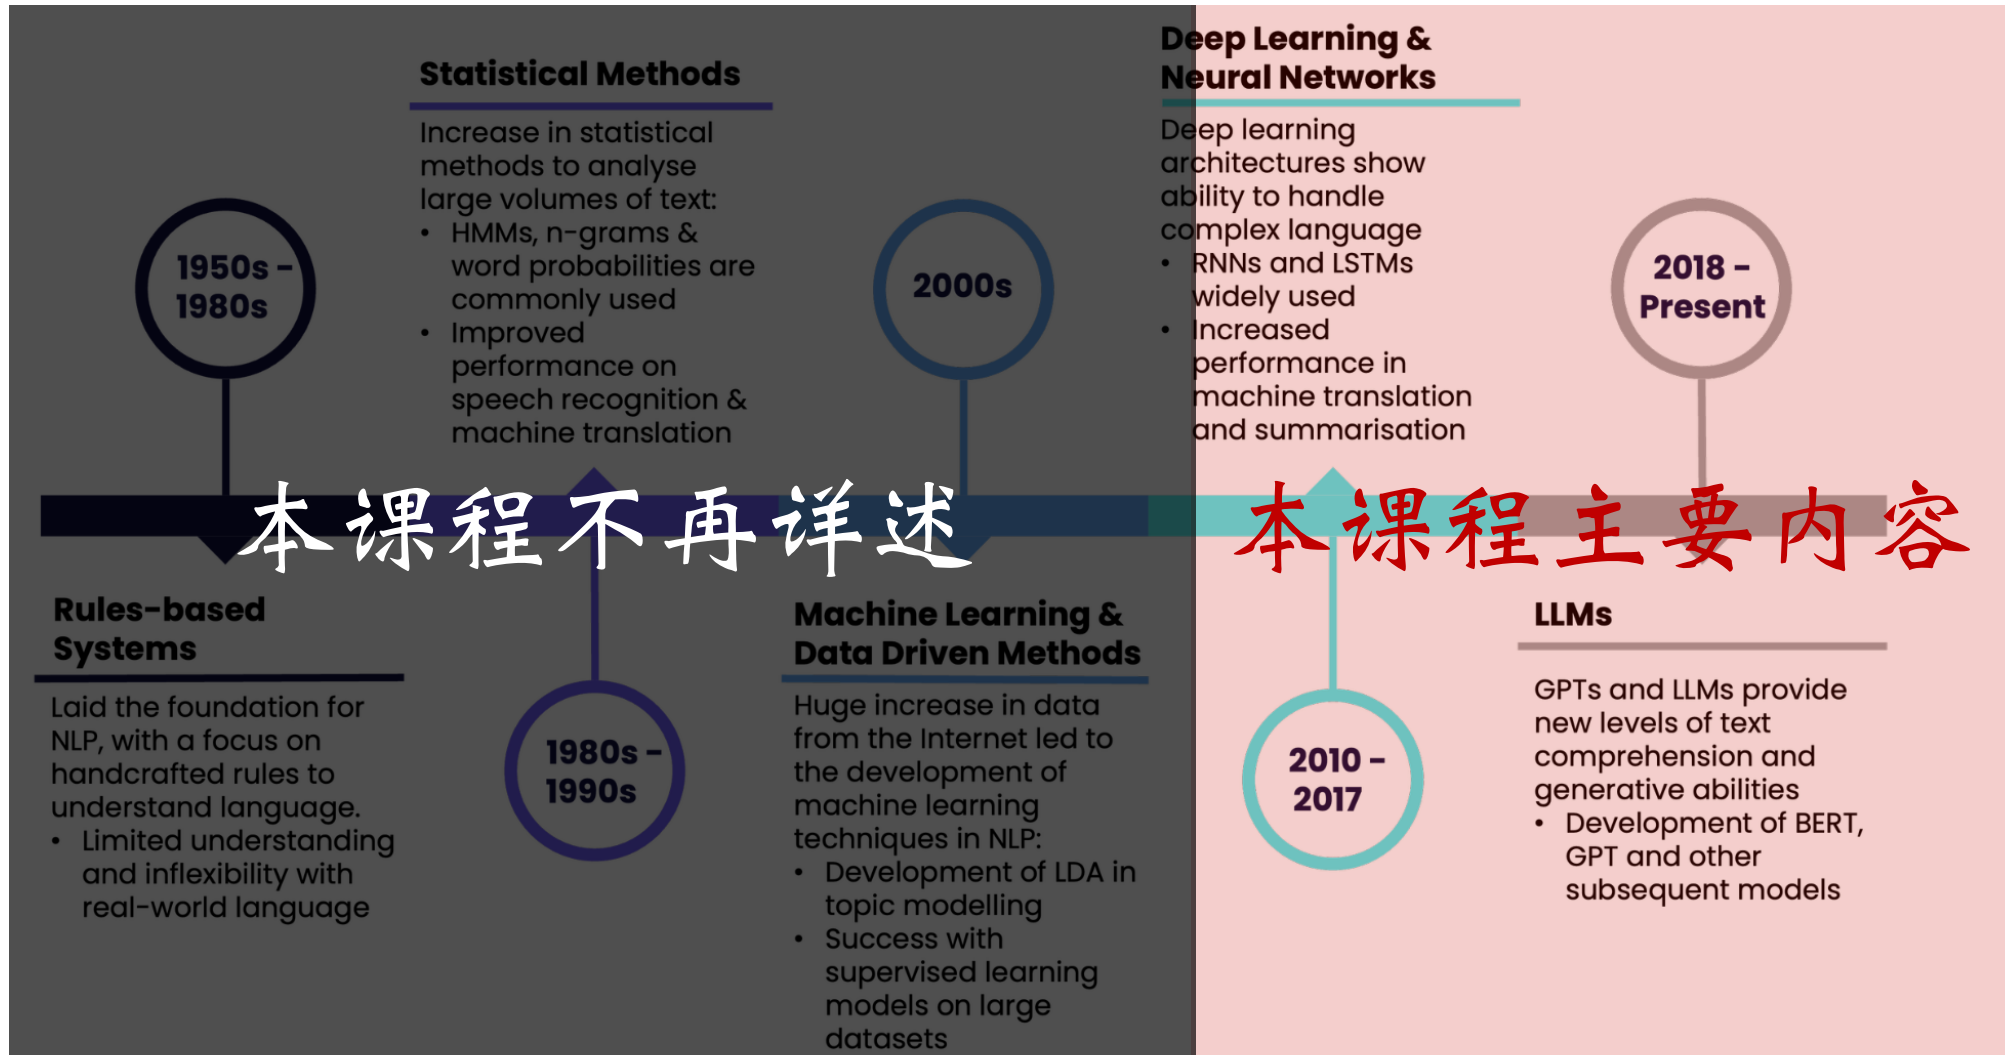 Statistical Methods
Increase in statistical
methods to analyse
large volumes of text:
• HMMs, n-grams &
word probabilities are
commonly used
• Improved
performance on
speech recognition &
machine translation
Deep Learning &
Neural Networks
Deep learning
architectures show
ability to handle
complex language
• RNNs and LSTMs
widely used
• Increased
performance in
machine translation
and summarisation
1950s –
1980s
2000s
2018 –
Present
本课程不再详述
本课程主要内容
Rules-based
Systems
Laid the foundation for
NLP, with a focus on
handcrafted rules to
understand language.
• Limited understanding
and inflexibility with
real-world language
1980s –
1990s
Machine Learning &
Data Driven Methods
Huge increase in data
from the Internet led to
the development of
machine learning
techniques in NLP:
• Development of LDA in
topic modelling
• Success with
supervised learning
models on large
datasets
2010 –
2017
LLMs
GPTs and LLMs provide
new levels of text
comprehension and
generative abilities
• Development of BERT,
GPT and other
subsequent models